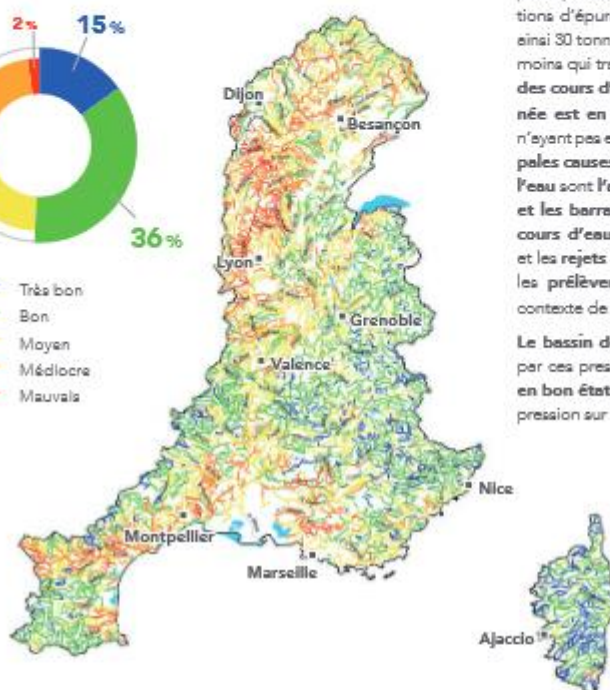 2%
15%
36%
Très bon
Bon
Moyen
Médiocre
Mauvais
Dijon
Besançon
Lyon
Grenoble
Valence
Nice
Montpellier
Marseille
Ajaccio
tions d'épur
ainsi 30 tonn
moins qui tra
des cours d'
née est en
n'ayant pas e
pales causes
l'eau sont l'a
et les barra
cours d'eau
et les rejets
les prélève
contexte de
Le bassin d
par ces pres
en bon état
pression sur